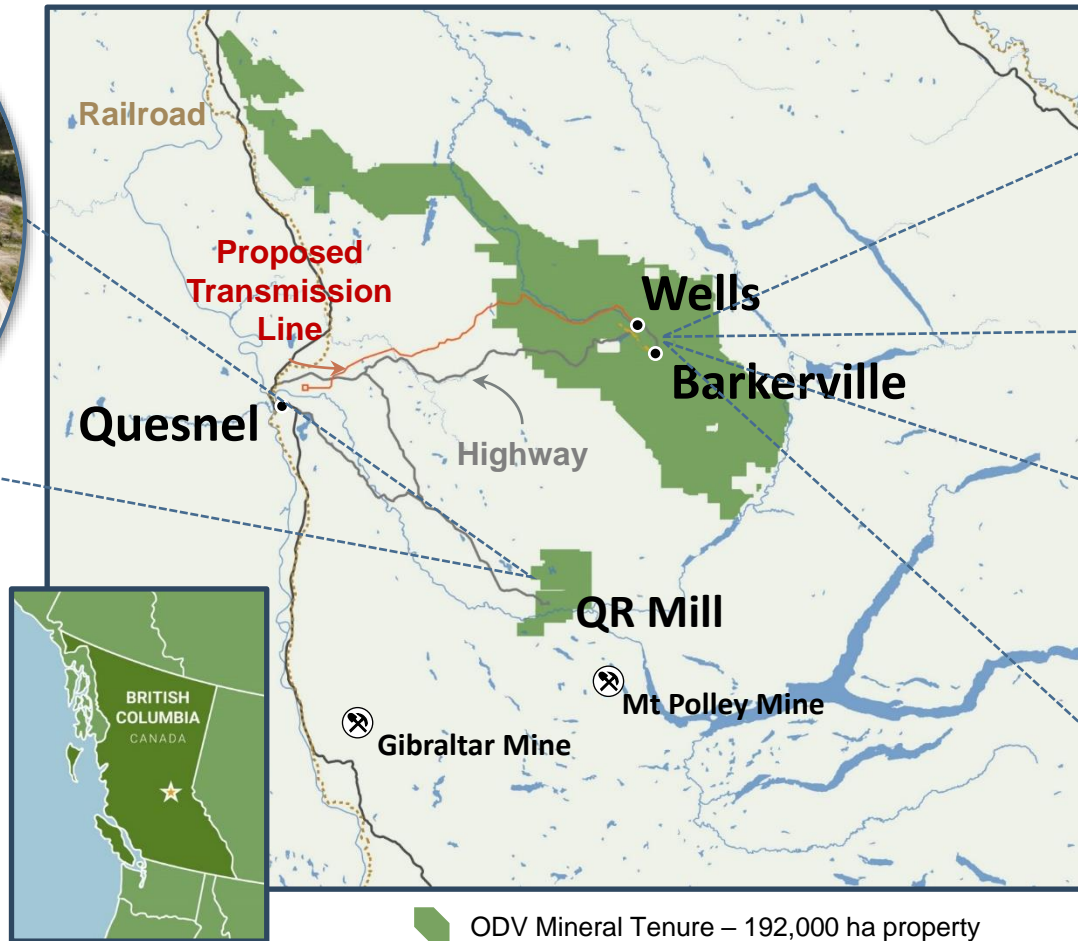 Railroad
Proposed
Transmission
Line
Wells
Barkerville
Quesnel
Highway
QR Mill
Mt Polley Mine
Gibraltar Mine
BRITISH
COLUMBIA
CANADA
ODV Mineral Tenure – 192,000 ha property